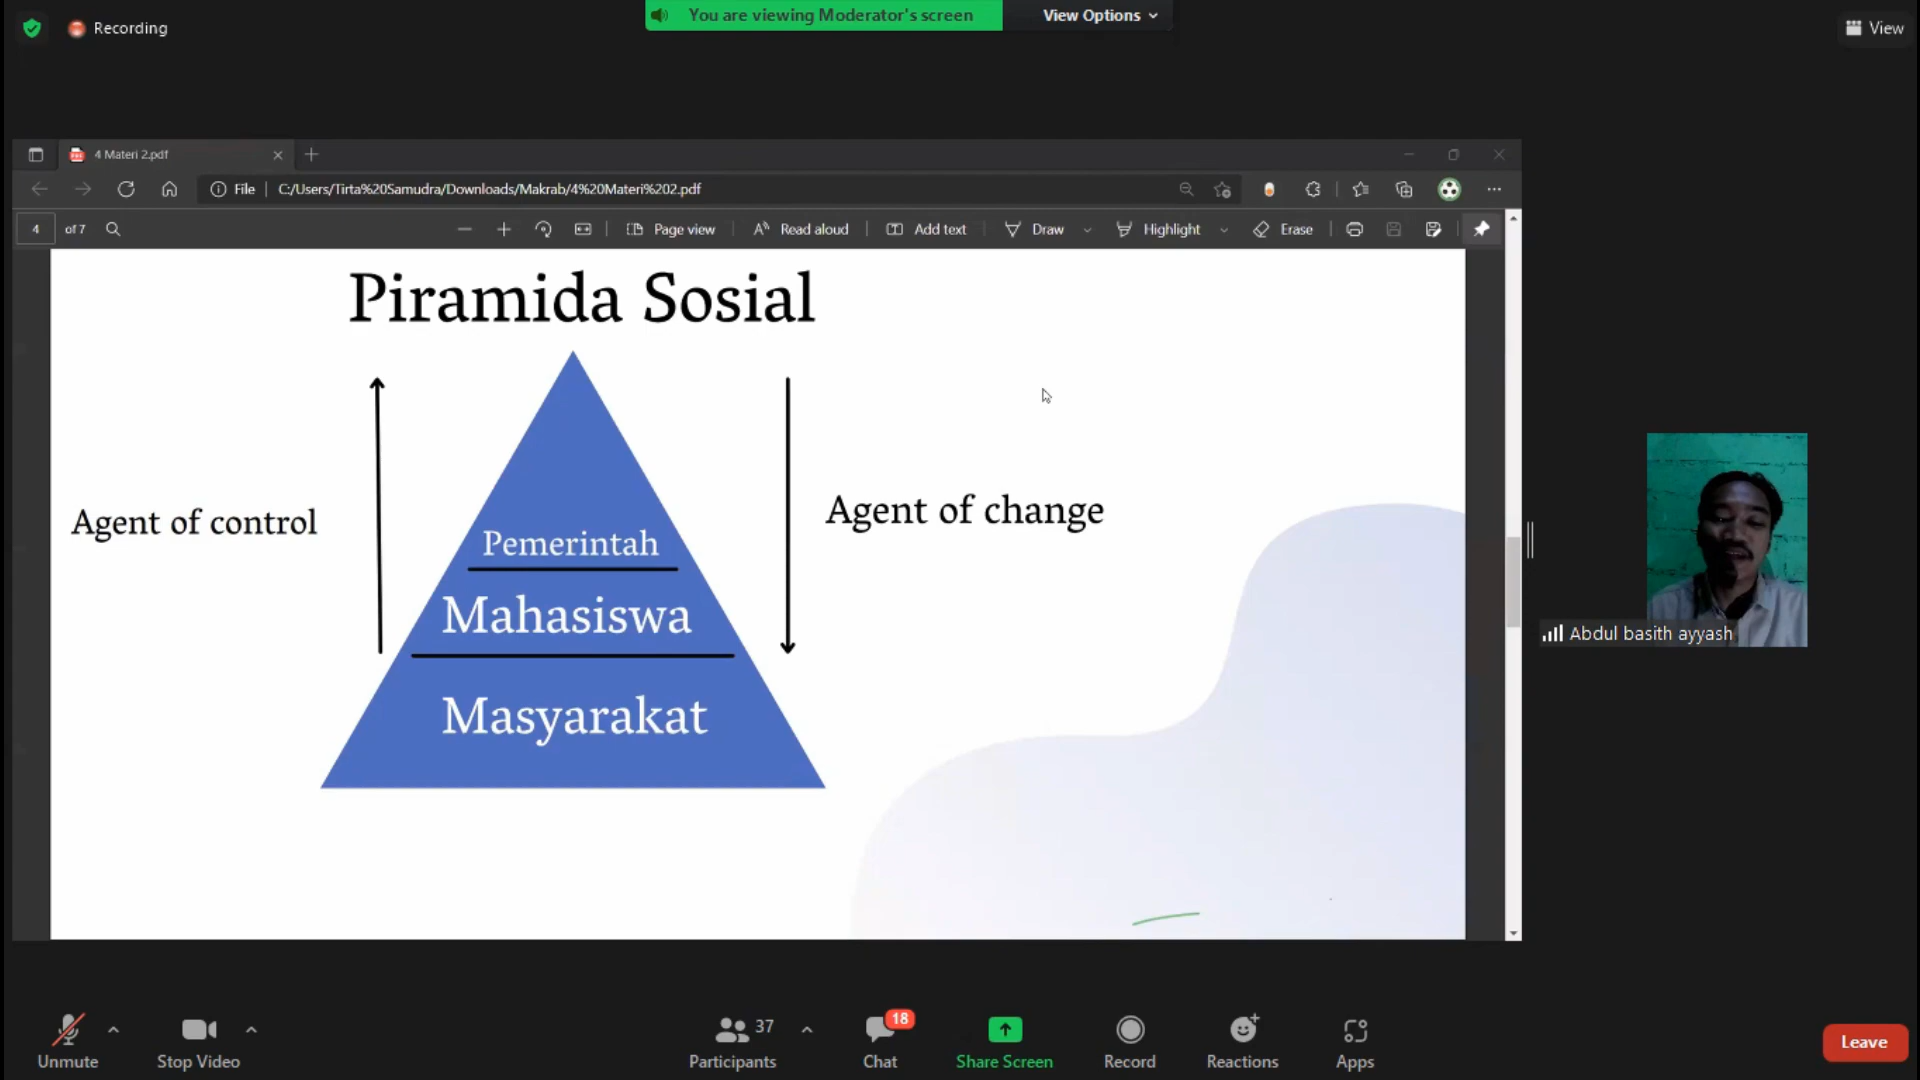 Recording
You are viewing Moderator's screen
View Options
View
4 Materi 2.pdf
File
C:/Users/Tirta%20Samudra/Downloads/Makrab/4%20Materi%202.pdf
4
of 7
Page view
Read aloud
Add text
Draw
Highlight
Erase
Piramida Sosial
Agent of control
Agent of change
Pemerintah
Mahasiswa
Masyarakat
Abdul basith ayyash
Unmute
Stop Video
37
Participants
18
Chat
Share Screen
Record
Reactions
Apps
Leave